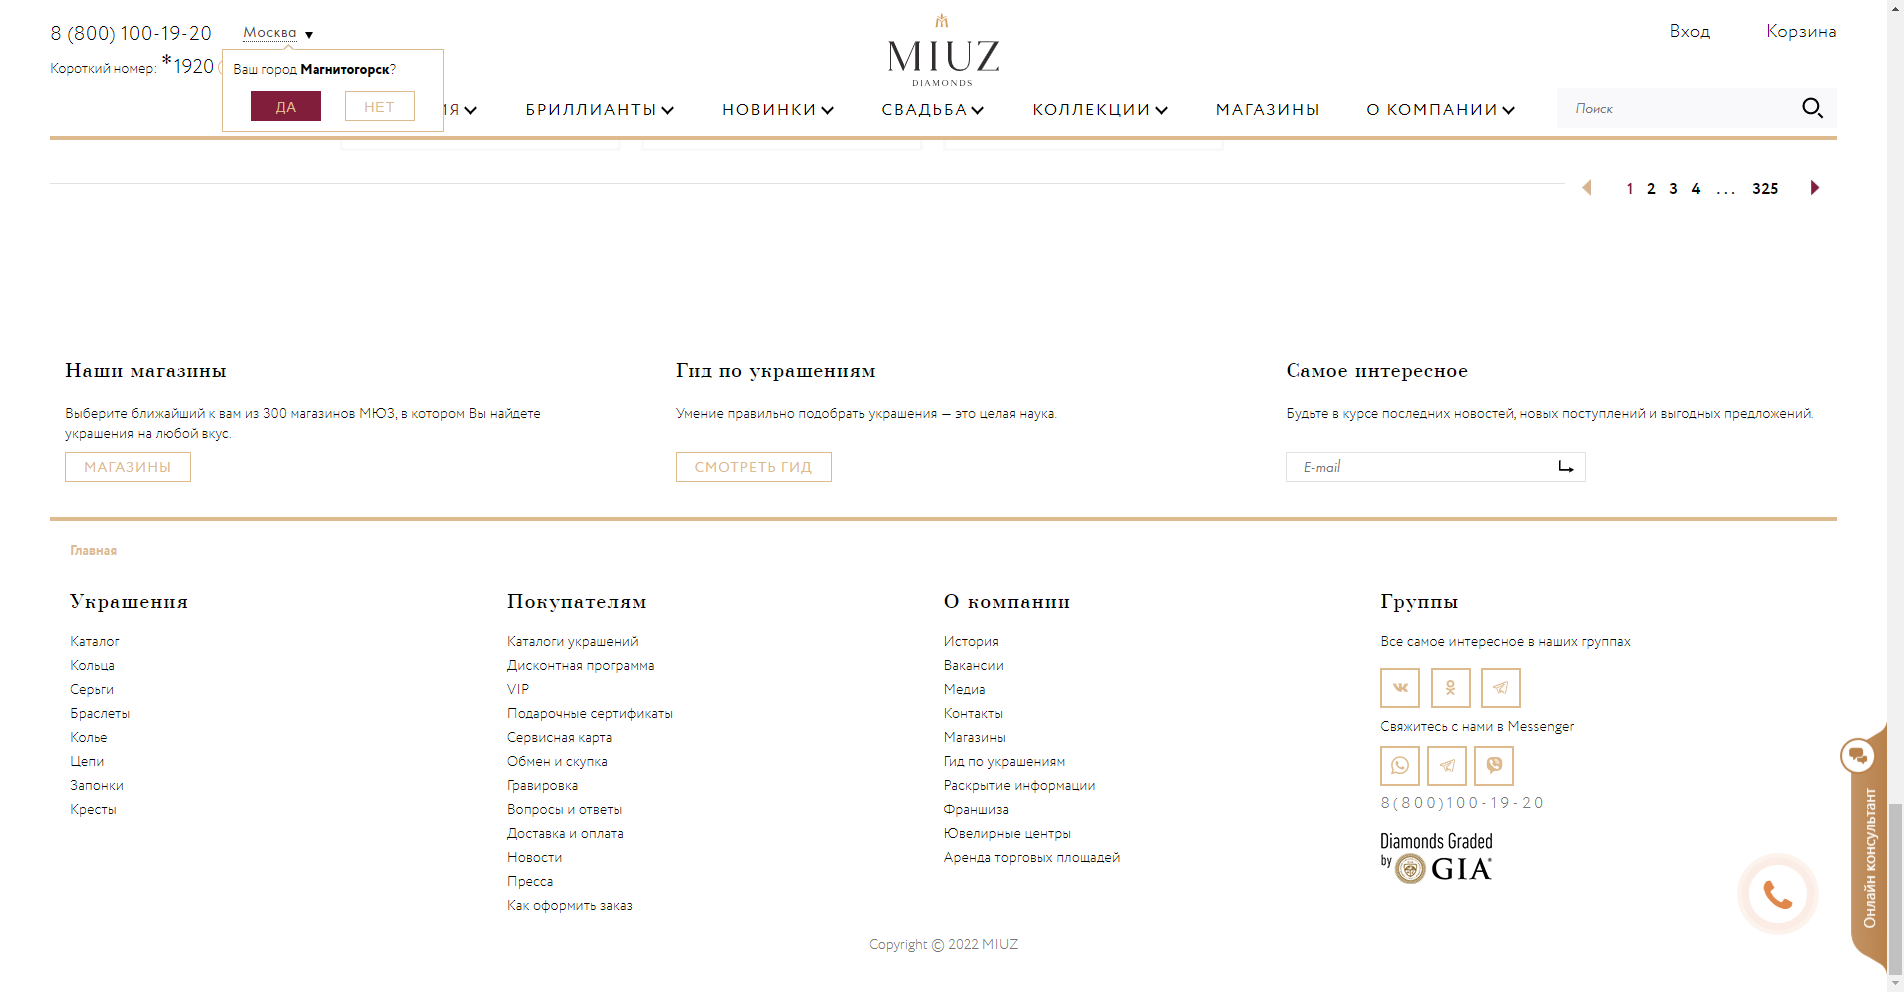 8 (800) 100-19-20
Москва
Короткий номер: *1920
Ваш город Магнитогорск?
ДА
НЕТ
MIUZ
DIAMONDS
Вход
Корзина
БРИЛЛИАНТЫ
НОВИНКИ
СВАДЬБА
КОЛЛЕКЦИИ
МАГАЗИНЫ
О КОМПАНИИ
Поиск
1 2 3 4 ... 325
Наши магазины
Выберите ближайший к вам из 300 магазинов МЮЗ, в котором Вы найдете
украшения на любой вкус.
МАГАЗИНЫ
Гид по украшениям
Умение правильно подобрать украшения — это целая наука.
СМОТРЕТЬ ГИД
Самое интересное
Будьте в курсе последних новостей, новых поступлений и выгодных предложений.
E-mail
Главная
Украшения
Каталог
Кольца
Серьги
Браслеты
Колье
Цепи
Запонки
Кресты
Покупателям
Каталоги украшений
Дисконтная программа
VIP
Подарочные сертификаты
Сервисная карта
Обмен и скупка
Гравировка
Вопросы и ответы
Доставка и оплата
Новости
Пресса
Как оформить заказ
О компании
История
Вакансии
Медиа
Контакты
Магазины
Гид по украшениям
Раскрытие информации
Франшиза
Ювелирные центры
Аренда торговых площадей
Группы
Все самое интересное в наших группах
Свяжитесь с нами в Messenger
8(800)100-19-20
Diamonds Graded
by GIA
Онлайн консультант
Copyright © 2022 MIUZ